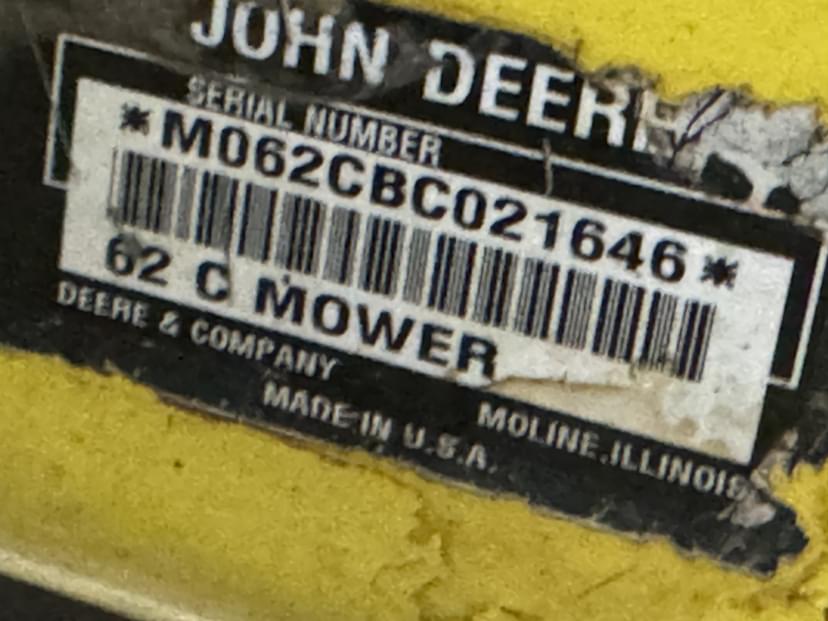 JOHN DEERE
SERIAL NUMBER
*M062CBC021646*
62 C MOWER
DEERE & COMPANY MOLINE, ILLINOIS
MADE IN U.S.A.